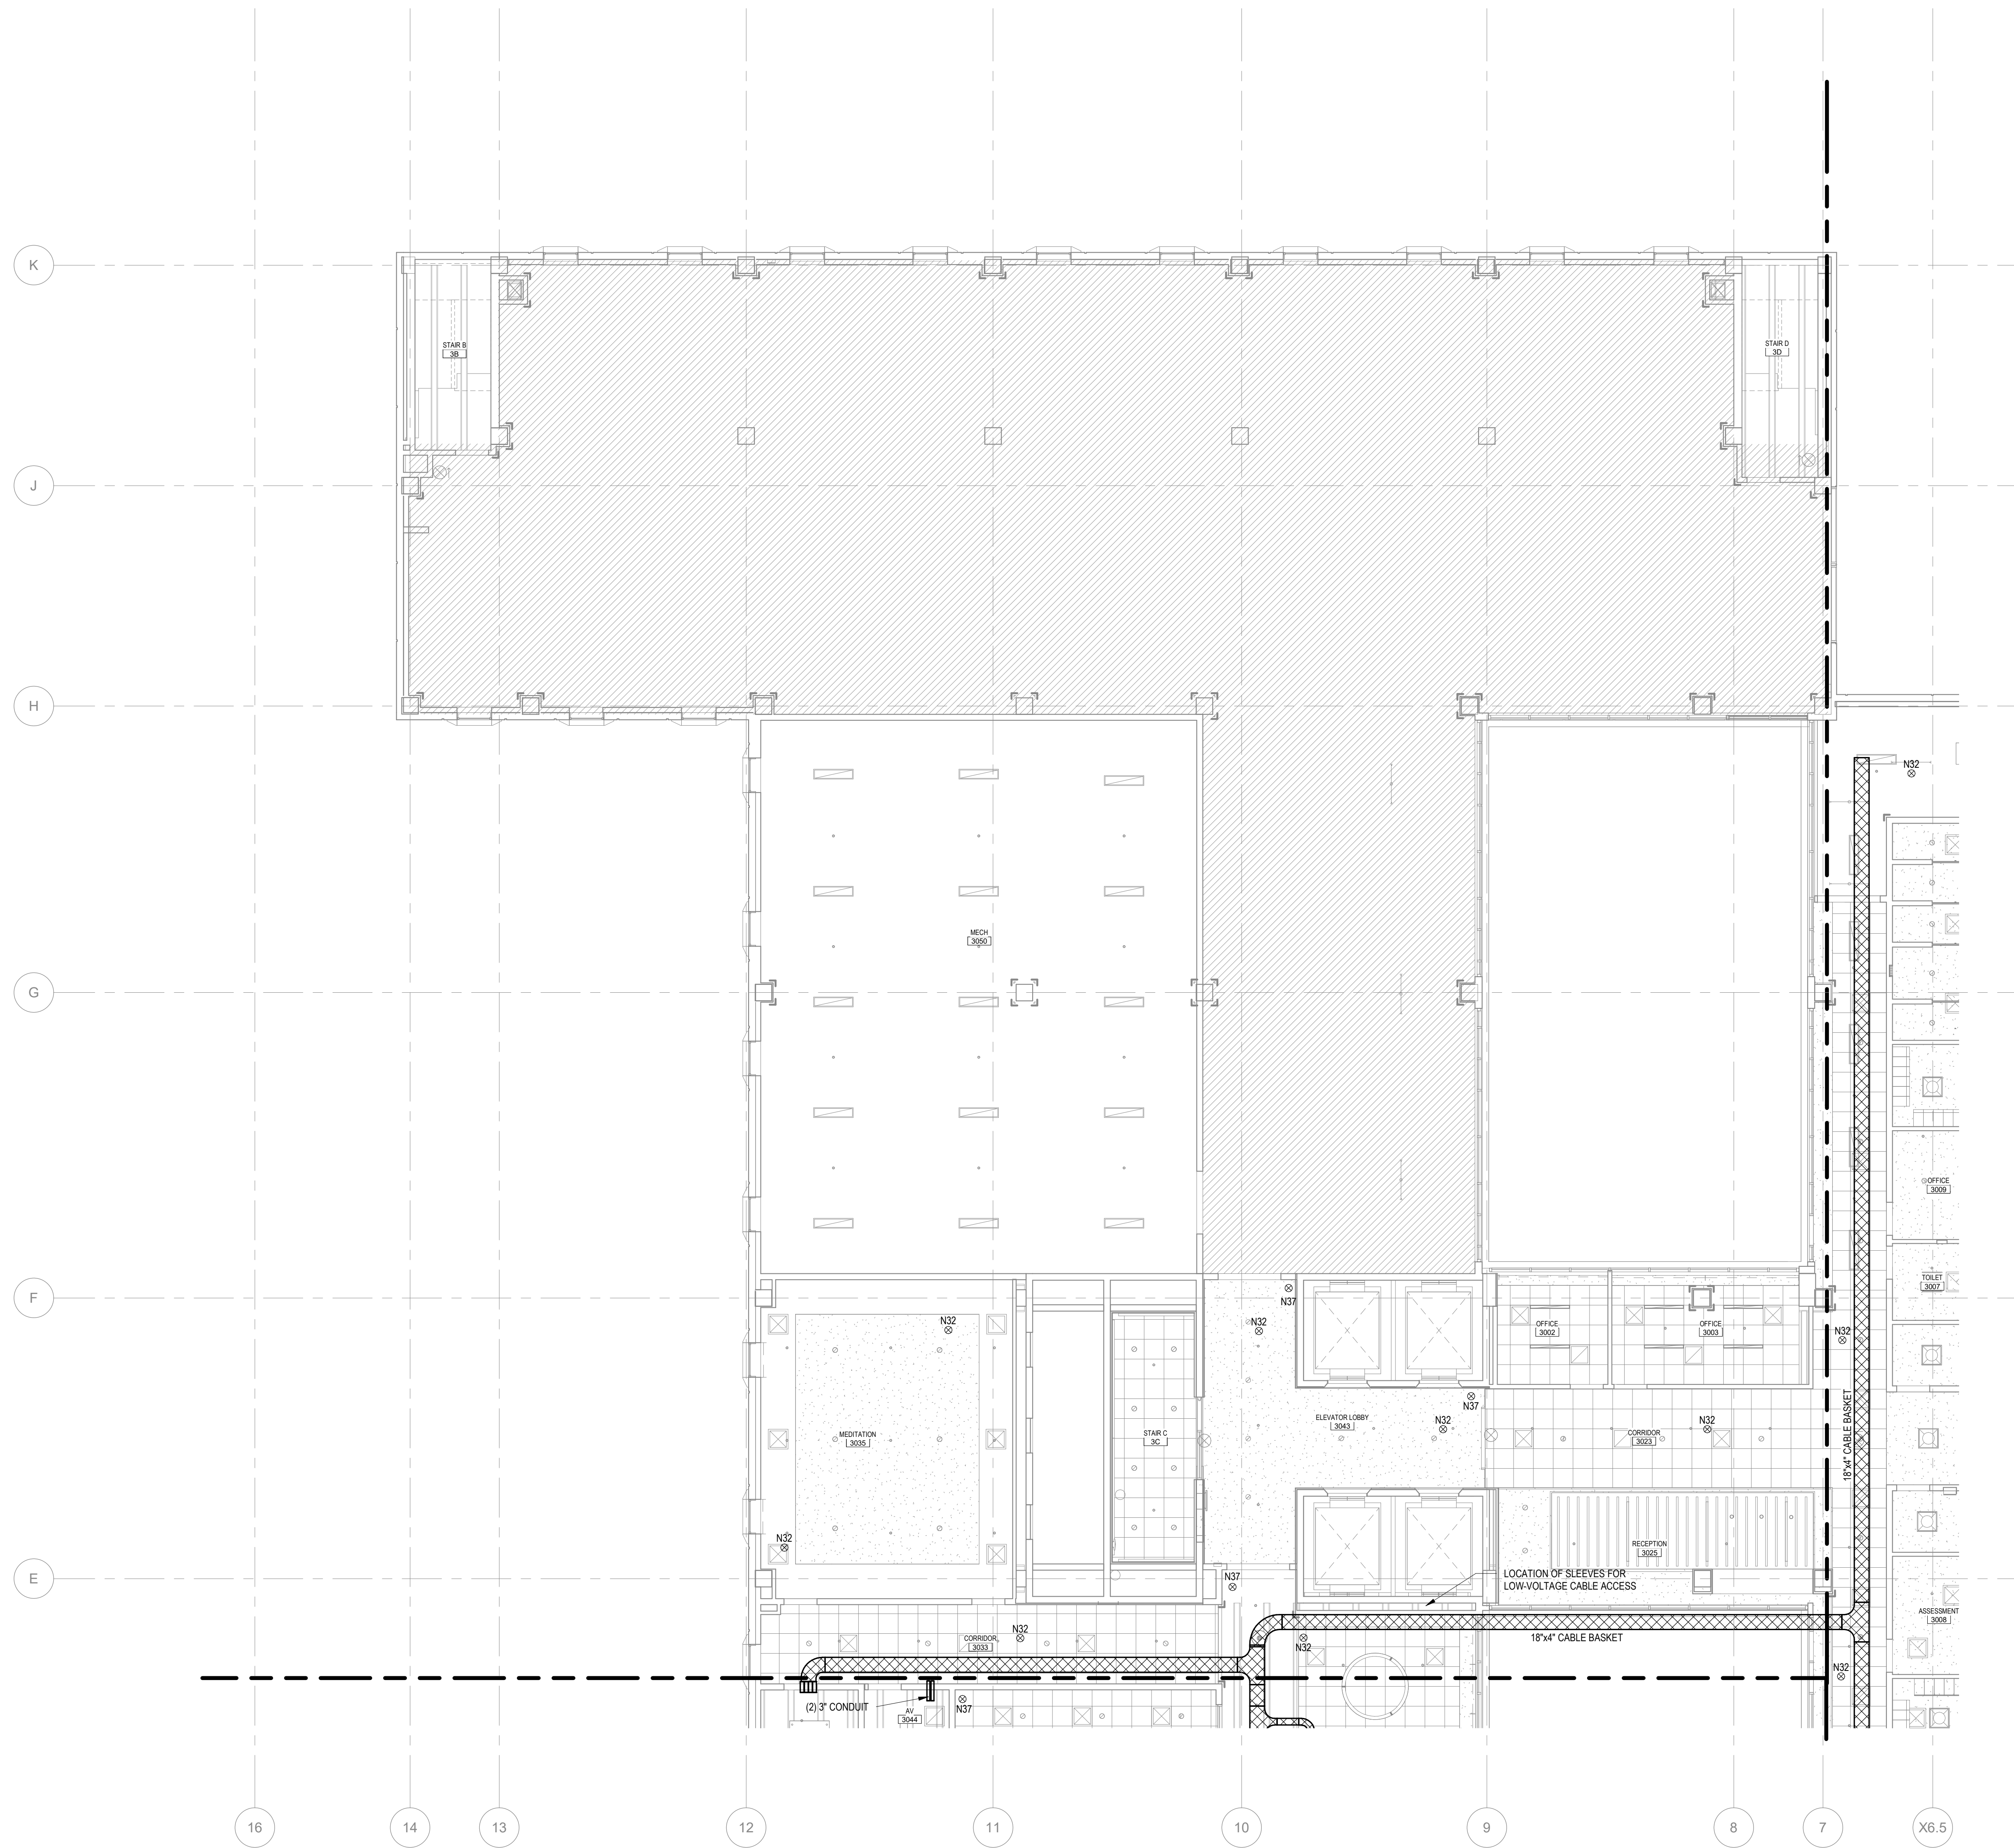 K
STAIR B
3B
STAIR D
3D
J
H
N32
MECH
3050
G
OFFICE
3009
TOILET
3007
F
N37
N32
N32
OFFICE
3002
OFFICE
3003
N32
N37
ELEVATOR LOBBY
3043
N32
N32
CORRIDOR
3023
MEDITATION
3035
STAIR C
3C
18"x4" CABLE BASKET
N32
RECEPTION
3025
E
N37
LOCATION OF SLEEVES FOR
LOW-VOLTAGE CABLE ACCESS
ASSESSMENT
3008
N32
CORRIDOR
3033
N32
18"x4" CABLE BASKET
N32
(2) 3" CONDUIT
AV
3044
N37
16
14
13
12
11
10
9
8
7
X6.5